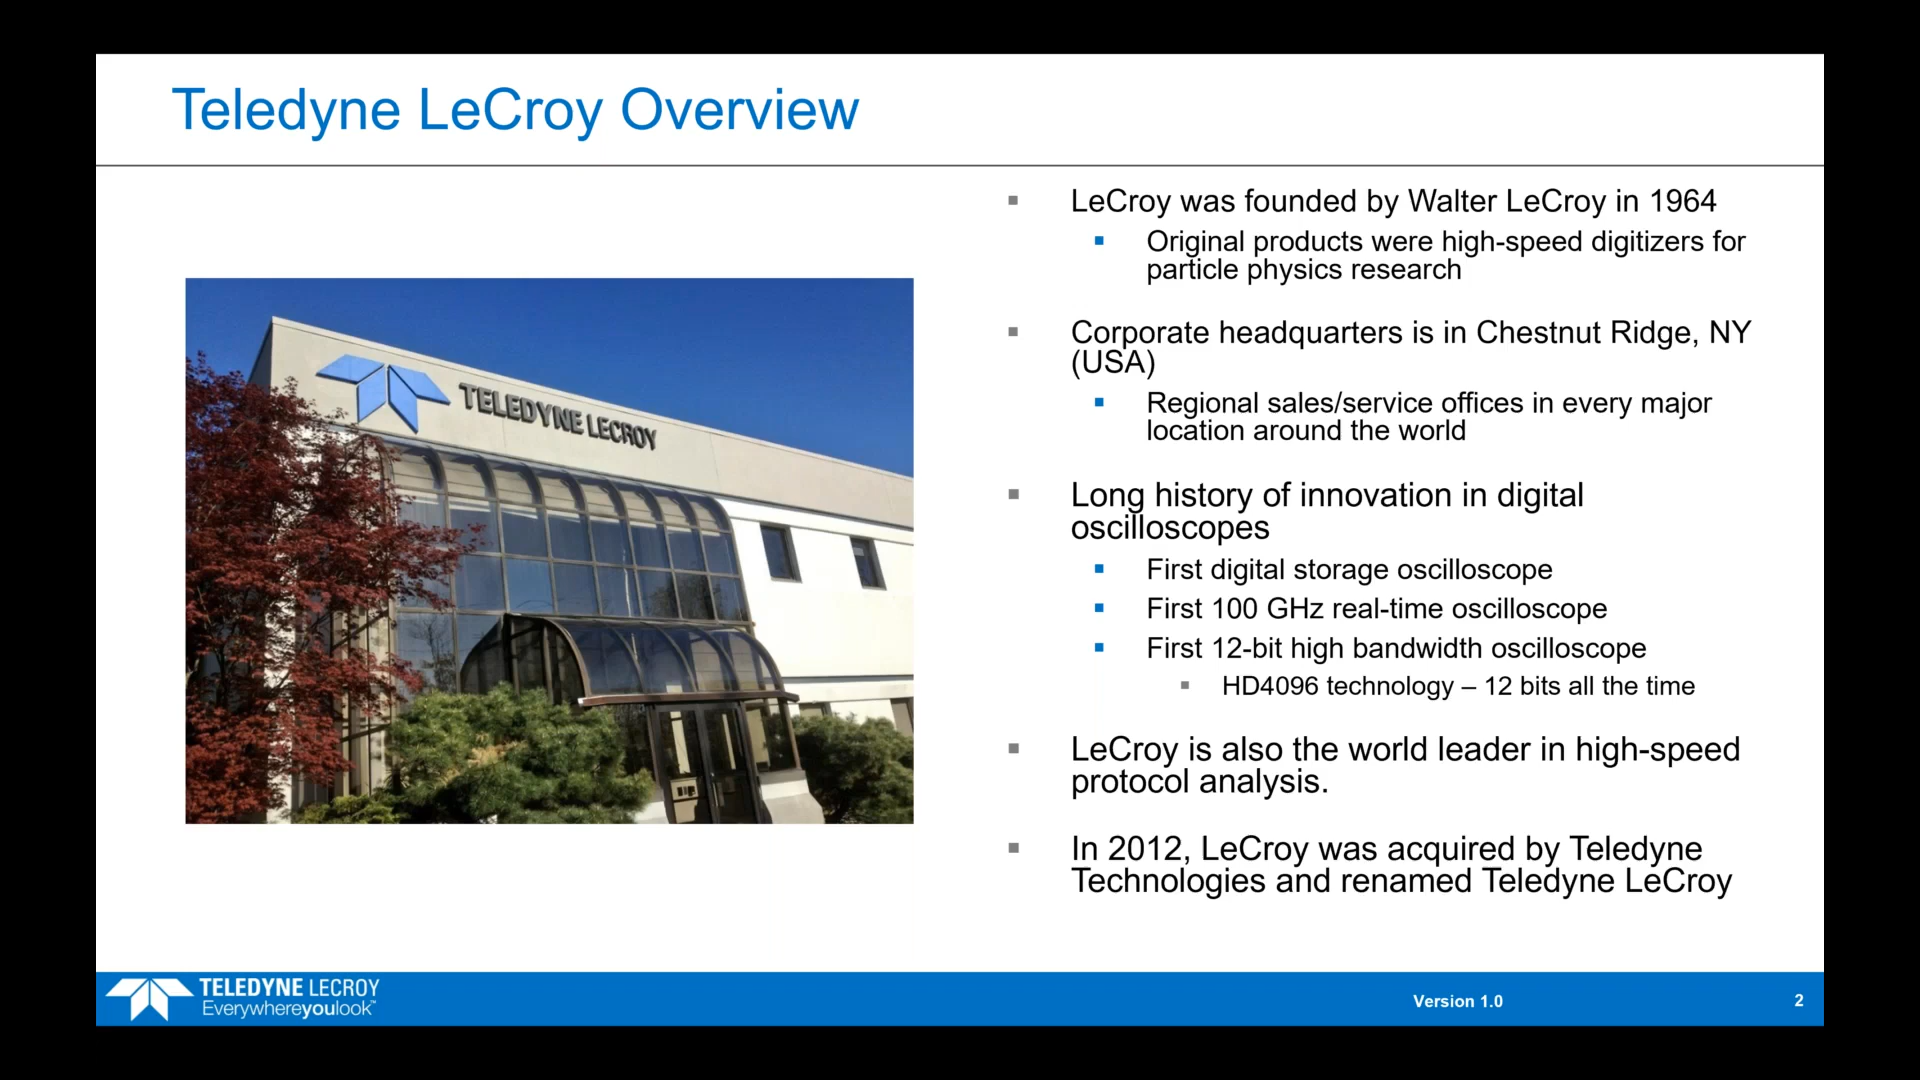 Teledyne LeCroy Overview
TELEDYNE LECROY
▪ LeCroy was founded by Walter LeCroy in 1964
▪ Original products were high-speed digitizers for
particle physics research
▪ Corporate headquarters is in Chestnut Ridge, NY
(USA)
▪ Regional sales/service offices in every major
location around the world
▪ Long history of innovation in digital
oscilloscopes
▪ First digital storage oscilloscope
▪ First 100 GHz real-time oscilloscope
▪ First 12-bit high bandwidth oscilloscope
▪ HD4096 technology – 12 bits all the time
▪ LeCroy is also the world leader in high-speed
protocol analysis.
▪ In 2012, LeCroy was acquired by Teledyne
Technologies and renamed Teledyne LeCroy
TELEDYNE LECROY
Everywhereyoulook™
Version 1.0
2